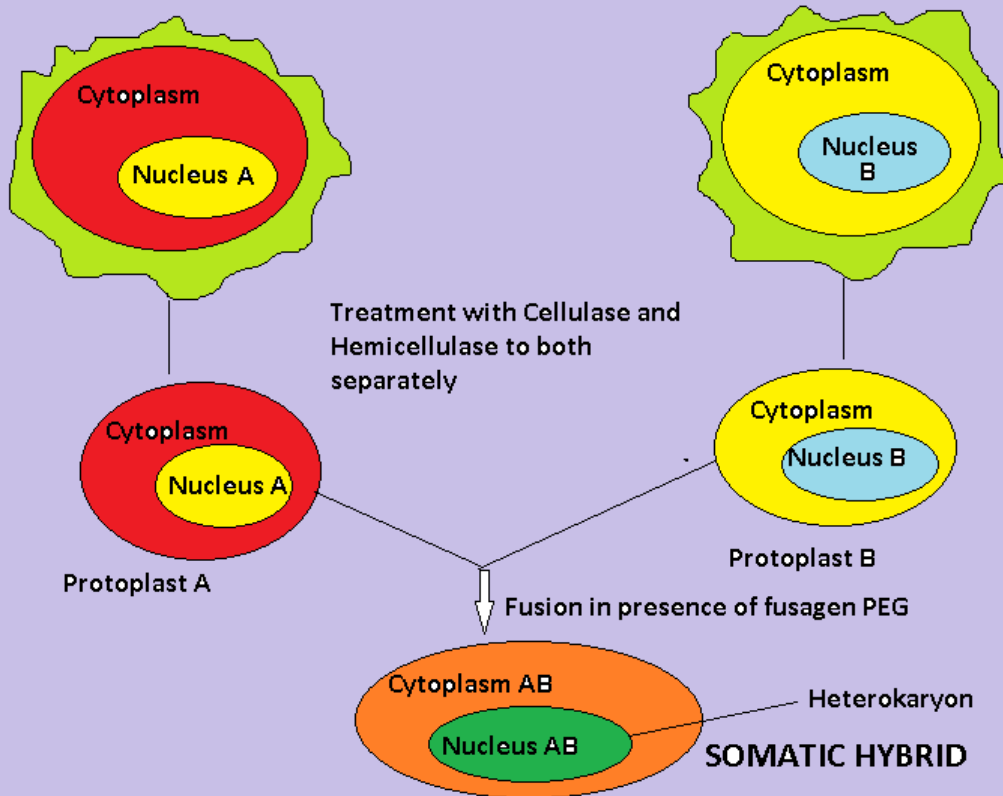 Cytoplasm
Nucleus A
Cytoplasm
Nucleus
B
Treatment with Cellulase and
Hemicellulase to both
separately
Cytoplasm
Nucleus A
Protoplast A
Cytoplasm
Nucleus B
Protoplast B
Fusion in presence of fusagen PEG
Cytoplasm AB
Nucleus AB
Heterokaryon
SOMATIC HYBRID